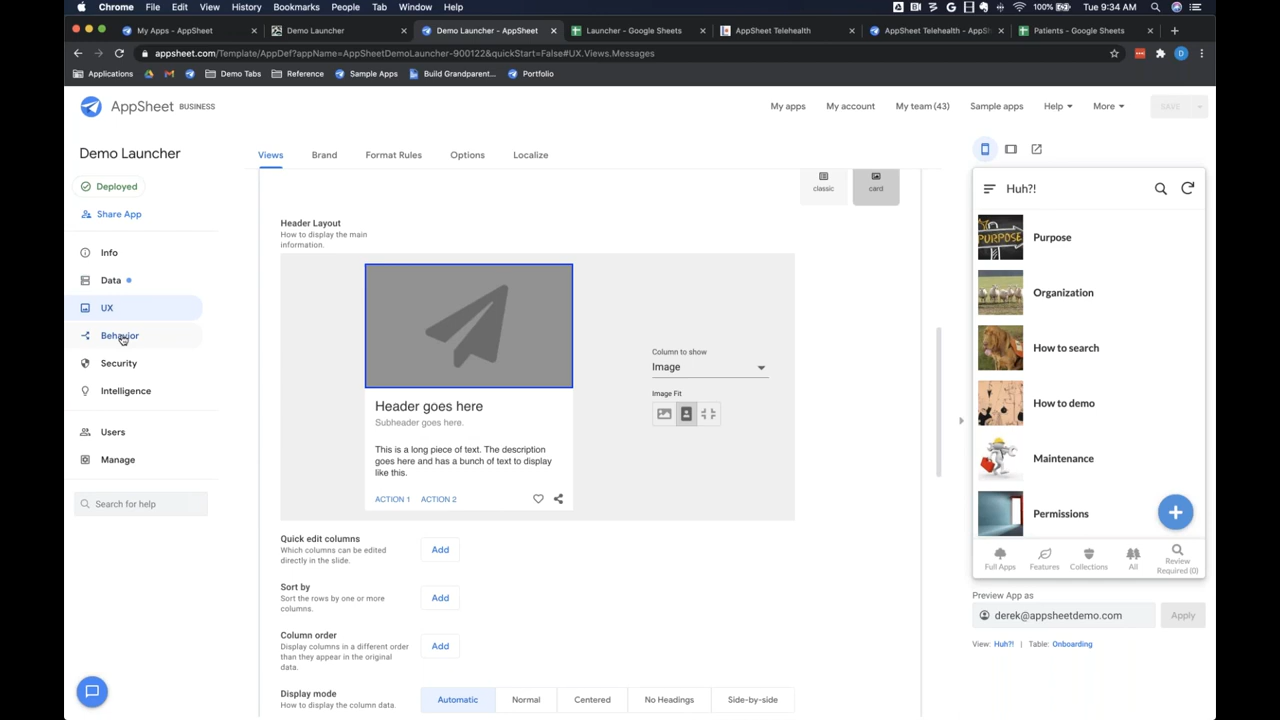 Chrome File Edit View History Bookmarks People Tab Window Help 100% Tue 9:34 AM
My Apps - AppSheet
Demo Launcher
Demo Launcher - AppSheet
Launcher - Google Sheets
AppSheet Telehealth
AppSheet Telehealth - AppSh
Patients - Google Sheets
appsheet.com/Template/AppDef?appName=AppSheetDemoLauncher-900122&quickStart=False#UX.Views.Messages
Applications Demo Tabs Reference Sample Apps Build Grandparent... Portfolio
AppSheet BUSINESS
My apps My account My team (43) Sample apps Help More SAVE
Demo Launcher
Deployed
Share App
Info
Data
UX
Behavior
Security
Intelligence
Users
Manage
Search for help
Views Brand Format Rules Options Localize
classic card
Header Layout
How to display the main
information.
Header goes here
Subheader goes here.
This is a long piece of text. The description
goes here and has a bunch of text to display
like this.
ACTION 1 ACTION 2
Column to show
Image
Image Fit
Quick edit columns
Which columns can be edited
directly in the slide.
Add
Sort by
Sort the rows by one or more
columns.
Add
Column order
Display columns in a different order
than they appear in the original
data.
Add
Display mode
How to display the column data.
Automatic Normal Centered No Headings Side-by-side
Huh?!
PURPOSE
Purpose
Organization
How to search
How to demo
Maintenance
Permissions
Full Apps
Features
Collections
All
Review
Required (0)
Preview App as
derek@appsheetdemo.com
Apply
View: Huh?! | Table: Onboarding